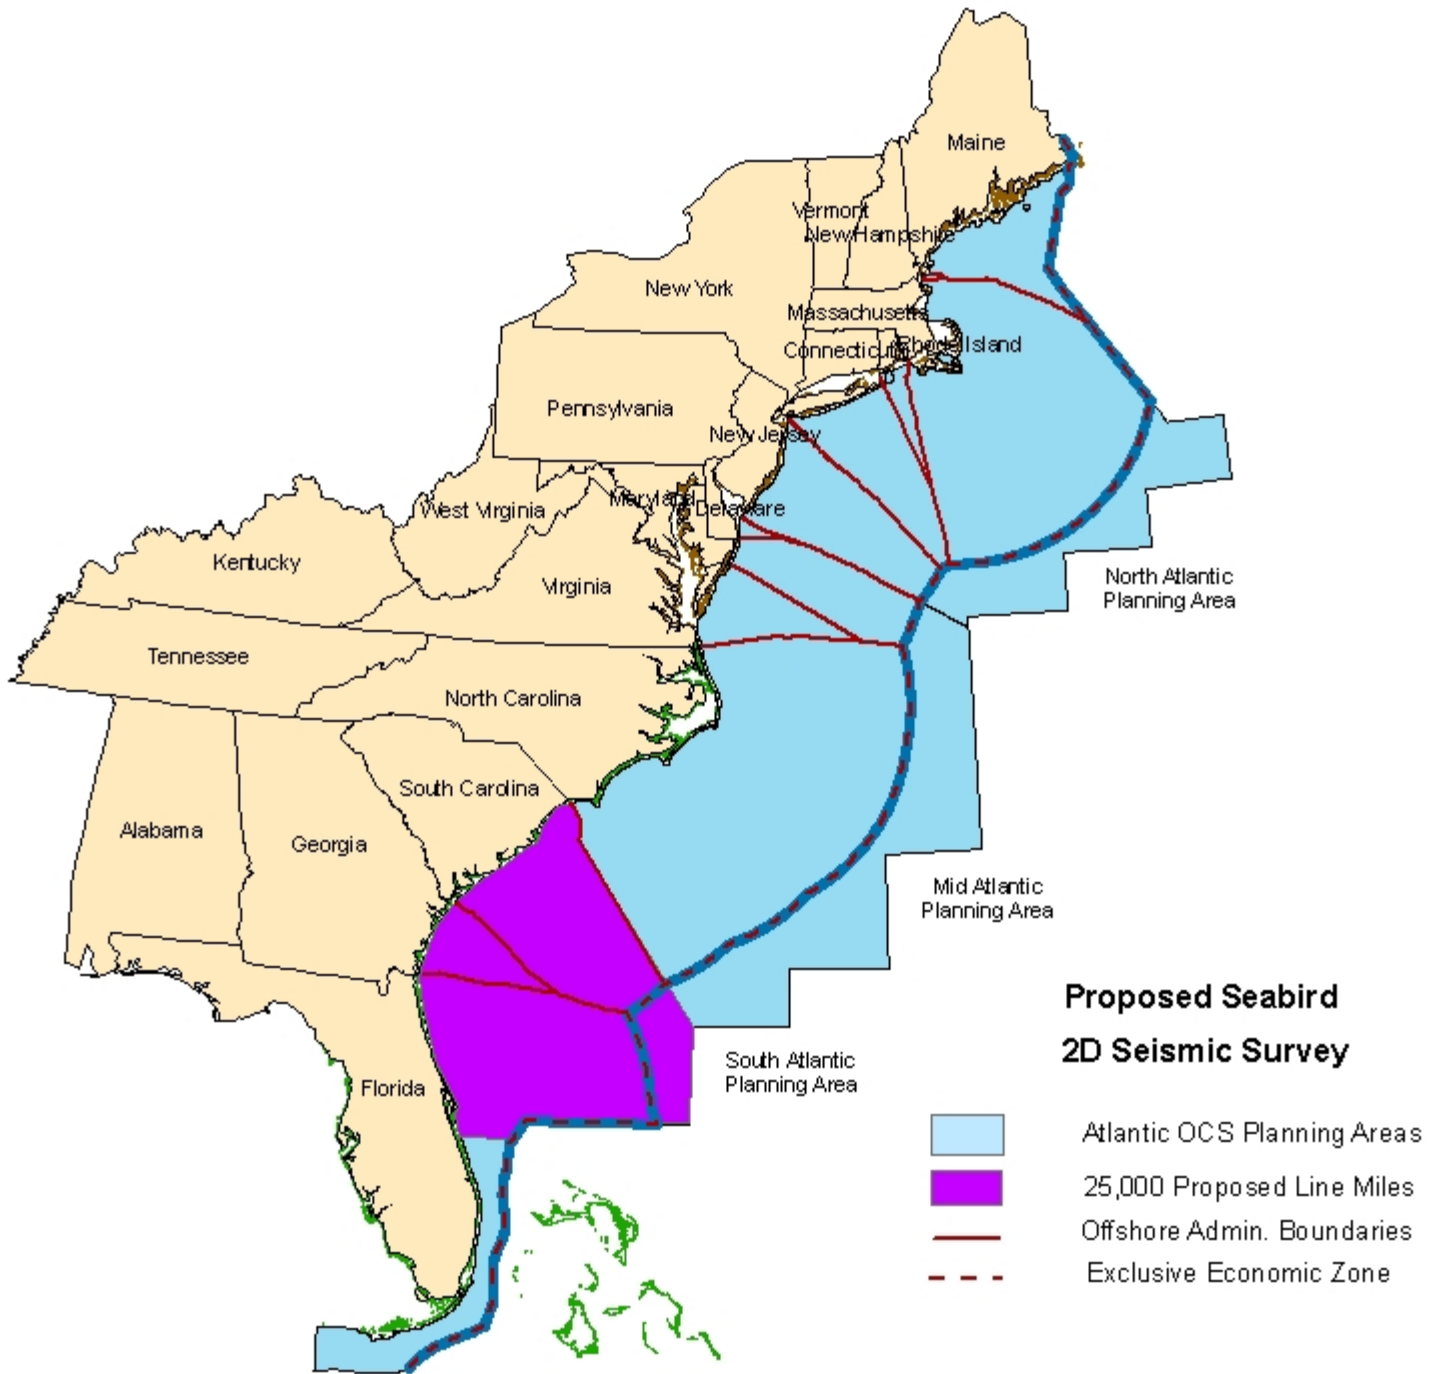 Maine
Vermont
New Hampshire
New York
Massachusetts
Connecticut
Rhode Island
Pennsylvania
New Jersey
West Virginia
Maryland
Delaware
Kentucky
Virginia
North Atlantic
Planning Area
Tennessee
North Carolina
South Carolina
Alabama
Georgia
Mid Atlantic
Planning Area
Proposed Seabird
2D Seismic Survey
South Atlantic
Planning Area
Florida
Atlantic OCS Planning Areas
25,000 Proposed Line Miles
Offshore Admin. Boundaries
Exclusive Economic Zone